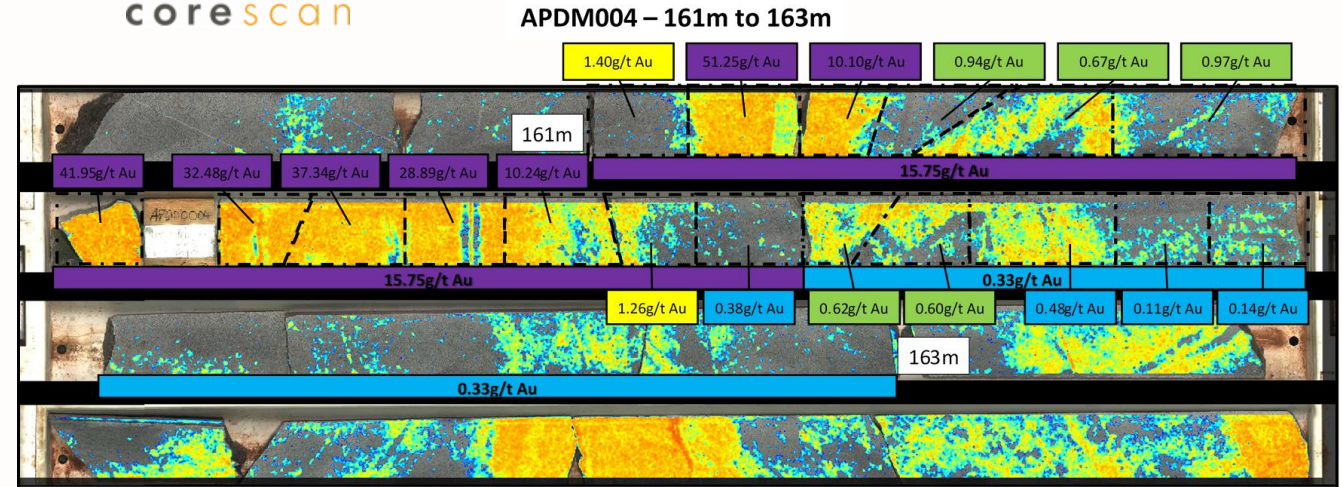 corescan
APDM004 – 161m to 163m
1.40g/t Au
51.25g/t Au
10.10g/t Au
0.94g/t Au
0.67g/t Au
0.97g/t Au
161m
41.95g/t Au
32.48g/t Au
37.34g/t Au
28.89g/t Au
10.24g/t Au
15.75g/t Au
15.75g/t Au
0.33g/t Au
1.26g/t Au
0.38g/t Au
0.62g/t Au
0.60g/t Au
0.48g/t Au
0.11g/t Au
0.14g/t Au
163m
0.33g/t Au